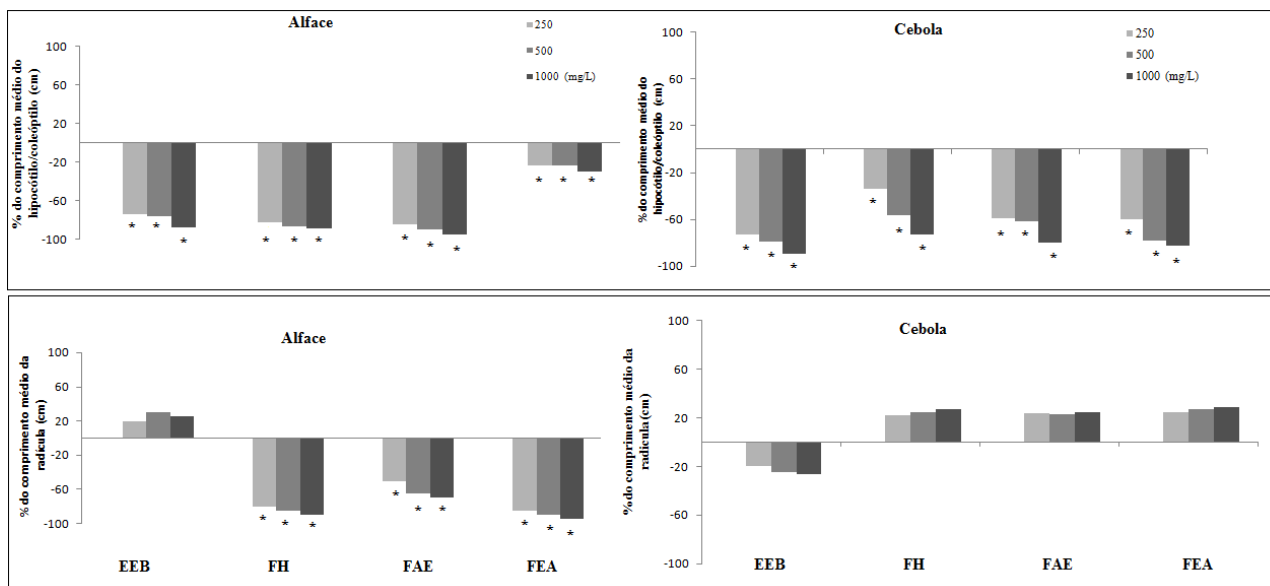 Alface
% do comprimento médio do
hipocótilo/coleóptilo (cm)
100
60
20
-20
-60
-100
250
500
1000 (mg/L)
* * *
* * *
* * *
* * *
Cebola
% do comprimento médio do
hipocótilo/coleóptilo (cm)
100
60
20
-20
-60
-100
250
500
1000 (mg/L)
* * *
* * *
* * *
* * *
Alface
% do comprimento médio da
radícula (cm)
100
60
20
-20
-60
-100
* * *
* * *
* * *
EEB FH FAE FEA
Cebola
% do comprimento médio da
radícula (cm)
100
60
20
-20
-60
-100
EEB FH FAE FEA